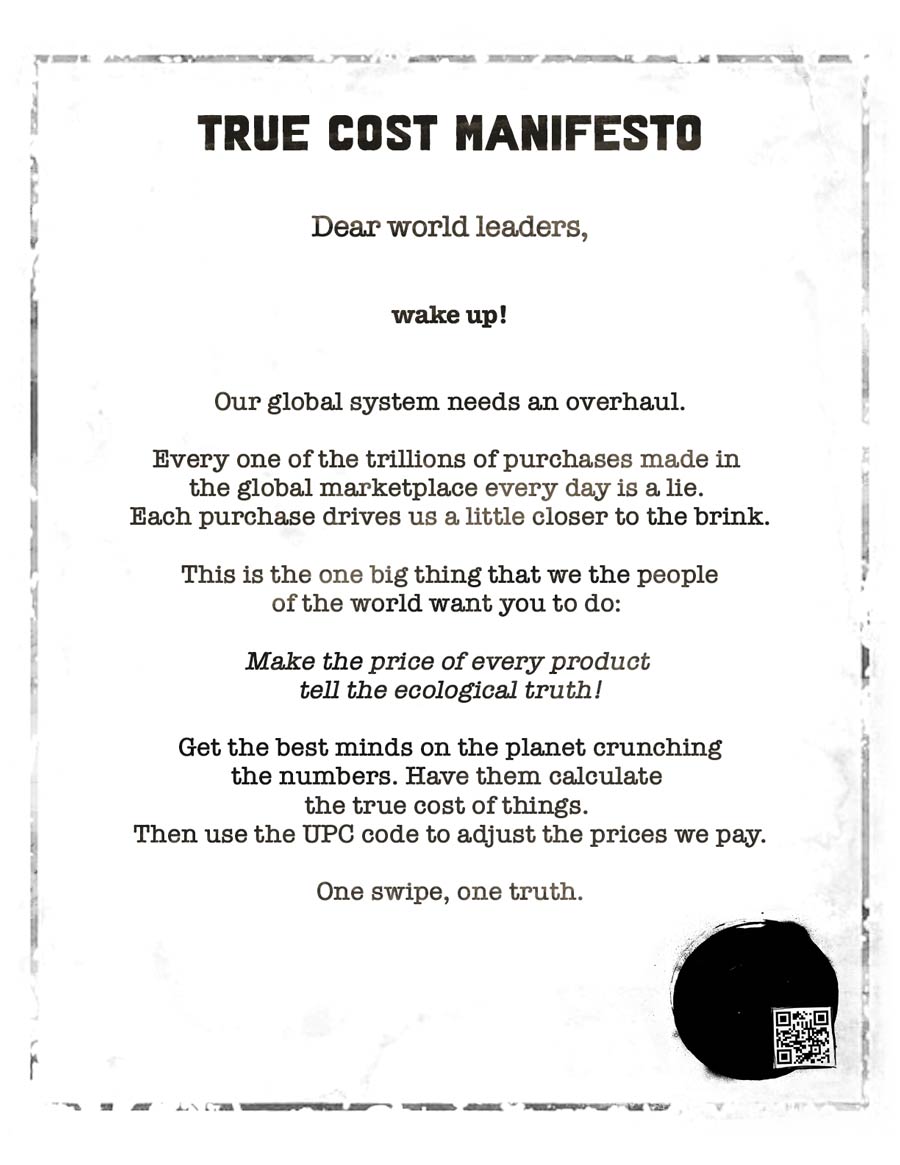 TRUE COST MANIFESTO
Dear world leaders,
wake up!
Our global system needs an overhaul.
Every one of the trillions of purchases made in
the global marketplace every day is a lie.
Each purchase drives us a little closer to the brink.
This is the one big thing that we the people
of the world want you to do:
Make the price of every product
tell the ecological truth!
Get the best minds on the planet crunching
the numbers. Have them calculate
the true cost of things.
Then use the UPC code to adjust the prices we pay.
One swipe, one truth.